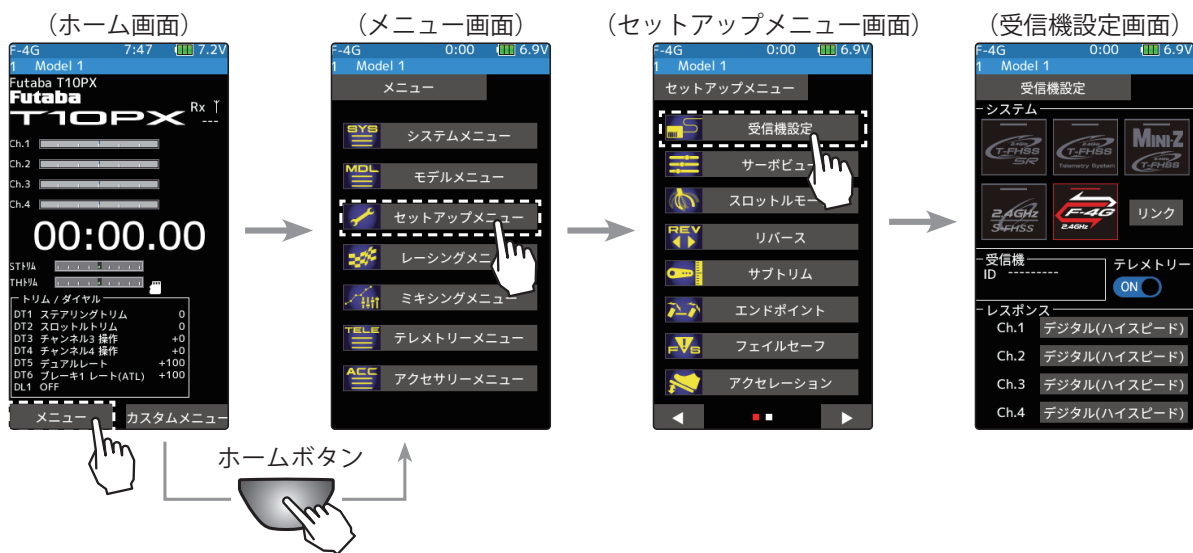 （ホーム画面）
F-4G 7:47 7.2V
1 Model 1
Futaba T10PX
Futaba
T10PX
Rx
---
Ch.1
Ch.2
Ch.3
Ch.4
00:00.00
STﾄﾘﾑ
THﾄﾘﾑ
トリム / ダイヤル
DT1 ステアリングトリム 0
DT2 スロットルトリム 0
DT3 チャンネル3 操作 +0
DT4 チャンネル4 操作 +0
DT5 デュアルレート +100
DT6 ブレーキ1 レート(ATL) +100
DL1 OFF
メニュー カスタムメニュー
ホームボタン
（メニュー画面）
F-4G 0:00 6.9V
1 Model 1
メニュー
SYS システムメニュー
MDL モデルメニュー
セットアップメニュー
レーシングメニ
ミキシングメニュー
TELE テレメトリーメニュー
ACC アクセサリーメニュー
（セットアップメニュー画面）
F-4G 0:00 6.9V
1 Model 1
セットアップメニュー
受信機設定
サーボビュー
スロットルモー
REV リバース
サブトリム
エンドポイント
F/S フェイルセーフ
アクセレーション
（受信機設定画面）
F-4G 0:00 6.9V
1 Model 1
受信機設定
システム
2.4GHz T-FHSS SR
2.4GHz T-FHSS Telemetry System
MINI-Z 2.4GHz T-FHSS
2.4GHz S-FHSS
F-4G 2.4GHz
リンク
受信機
ID ---------
テレメトリー
ON
レスポンス
Ch.1 デジタル(ハイスピード)
Ch.2 デジタル(ハイスピード)
Ch.3 デジタル(ハイスピード)
Ch.4 デジタル(ハイスピード)